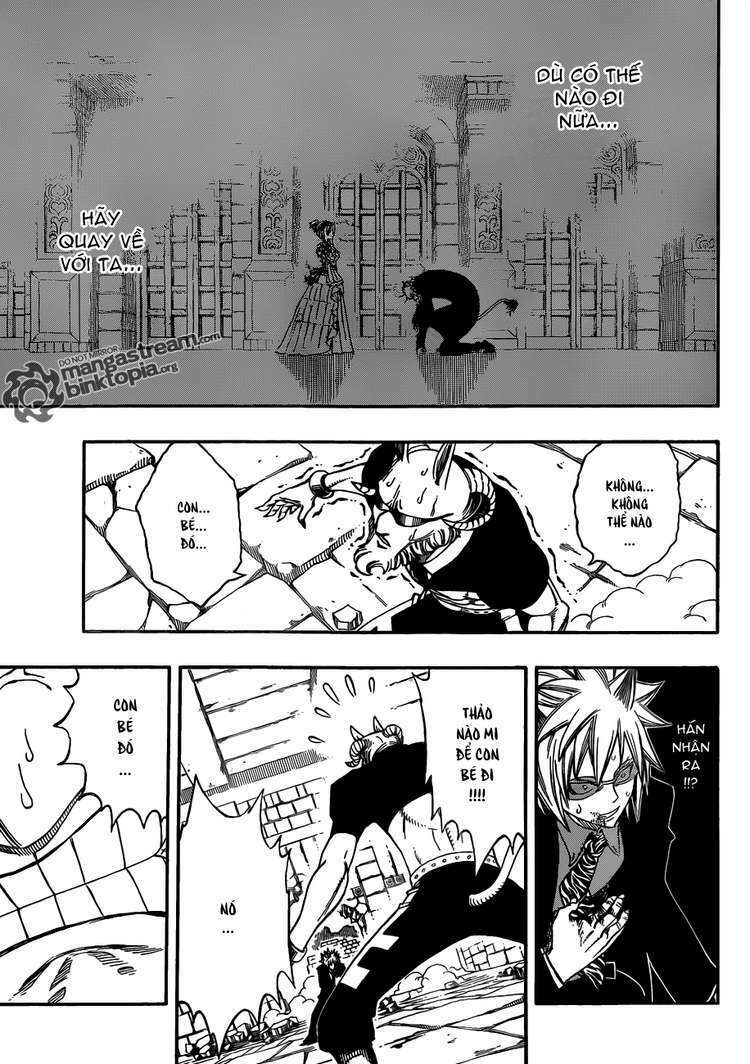 DÙ CÓ THẾ
NÀO ĐI
NỮA...
HÃY
QUAY VỀ
VỚI TA...
DO NOT MIRROR
mangastream.com
binktopia.org
KHÔNG...
KHÔNG
THẾ NÀO
...
CON...
BÉ...
ĐÓ...
HẮN
NHẬN
RA
!!?
THẢO
NÀO MI
ĐỂ CON
BÉ ĐI
!!!!
NÓ
...
CON
BÉ
ĐÓ
...